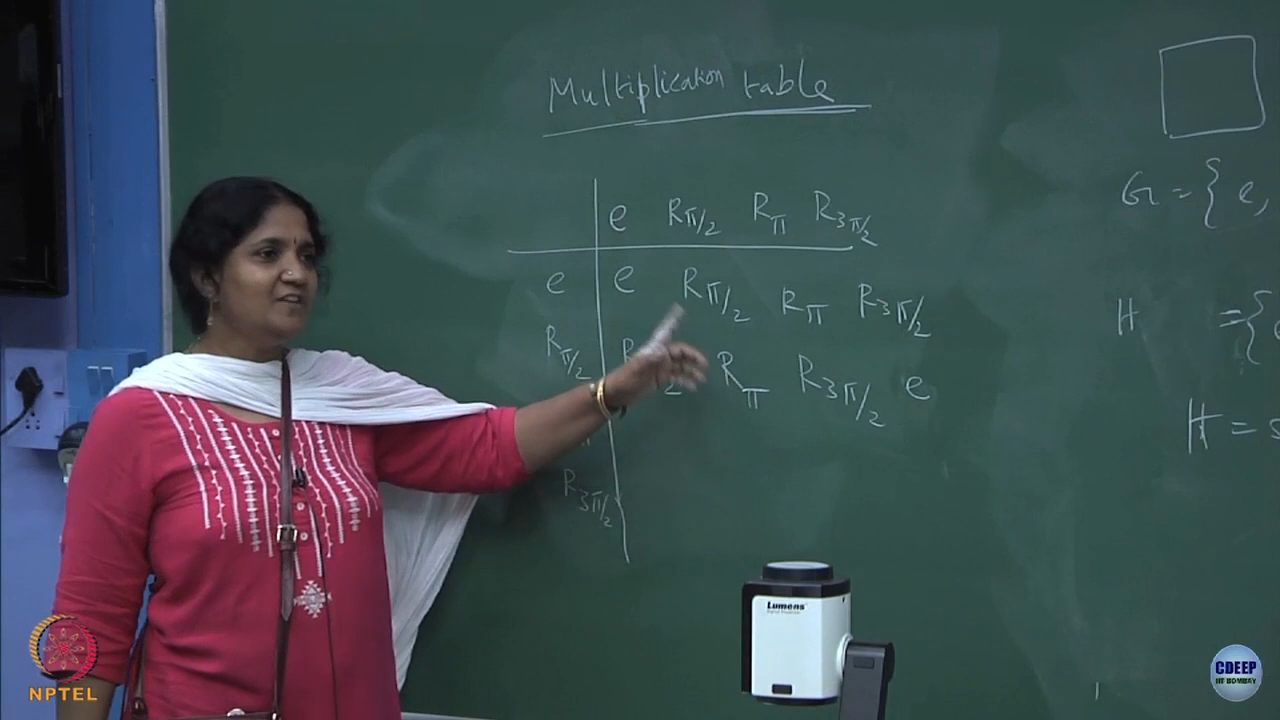 Multiplication table
e Rπ/2 Rπ R3π/2
e e Rπ/2 Rπ R3π/2
Rπ/2 Rπ R3π/2 e
R3π/2
G = { e,
H = {
H =
Lumens
NPTEL
CDEEP
IIT BOMBAY